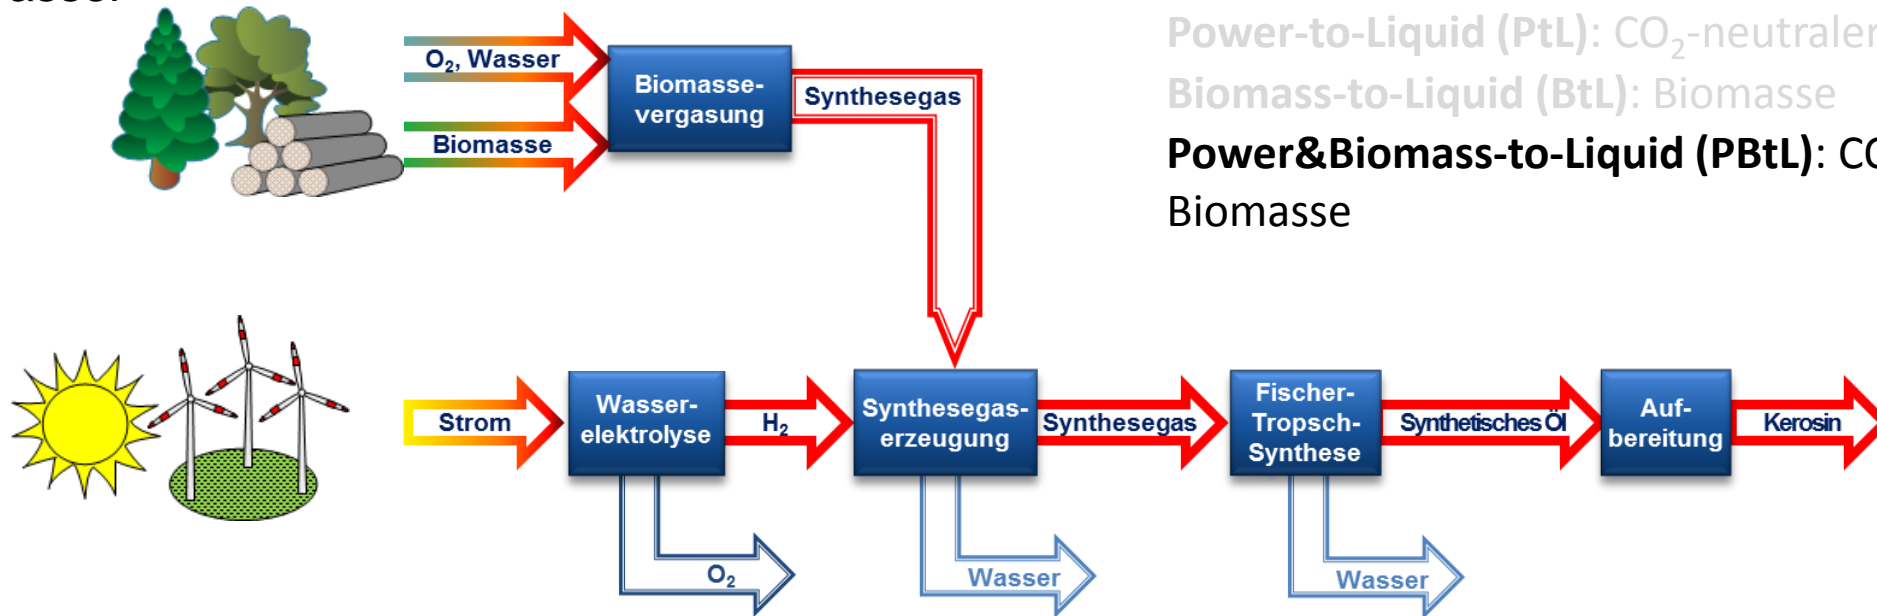 Power-to-Liquid (PtL): CO₂-neutraler
Biomass-to-Liquid (BtL): Biomasse
Power&Biomass-to-Liquid (PBtL):
Biomasse
O₂, Wasser
Biomasse-
vergasung
Synthesegas
Biomasse
Strom
Wasser-
elektrolyse
H₂
Synthesegas-
erzeugung
Synthesegas
Fischer-
Tropsch-
Synthese
Synthetisches Öl
Auf-
bereitung
Kerosin
O₂
Wasser
Wasser